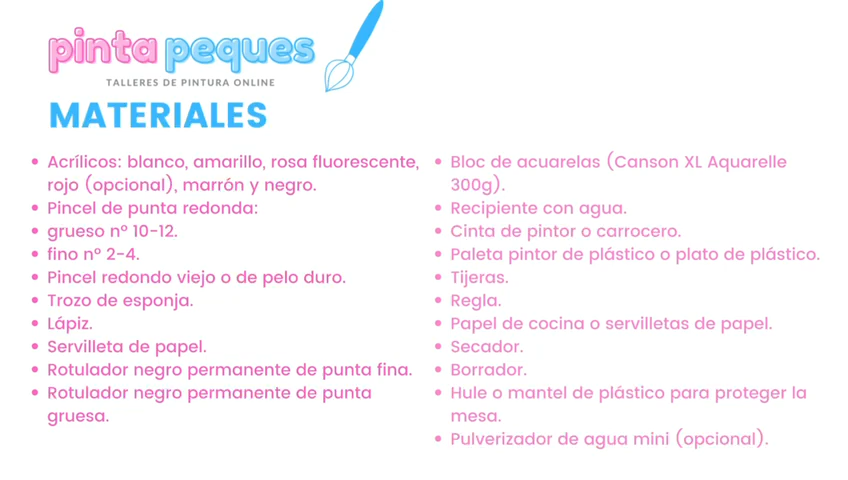 pinta peques
TALLERES DE PINTURA ONLINE
MATERIALES
Acrílicos: blanco, amarillo, rosa fluorescente,
rojo (opcional), marrón y negro.
Pincel de punta redonda:
grueso nº 10-12.
fino nº 2-4.
Pincel redondo viejo o de pelo duro.
Trozo de esponja.
Lápiz.
Servilleta de papel.
Rotulador negro permanente de punta fina.
Rotulador negro permanente de punta
gruesa.
Bloc de acuarelas (Canson XL Aquarelle
300g).
Recipiente con agua.
Cinta de pintor o carrocero.
Paleta pintor de plástico o plato de plástico.
Tijeras.
Regla.
Papel de cocina o servilletas de papel.
Secador.
Borrador.
Hule o mantel de plástico para proteger la
mesa.
Pulverizador de agua mini (opcional).